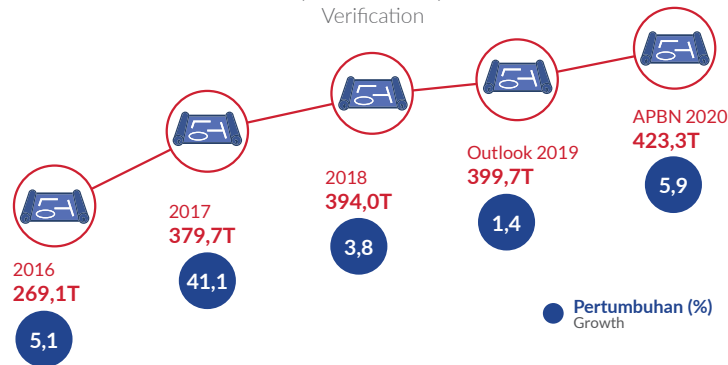 Verification
2016
269,1T
5,1
2017
379,7T
41,1
2018
394,0T
3,8
Outlook 2019
399,7T
1,4
APBN 2020
423,3T
5,9
Pertumbuhan (%)
Growth